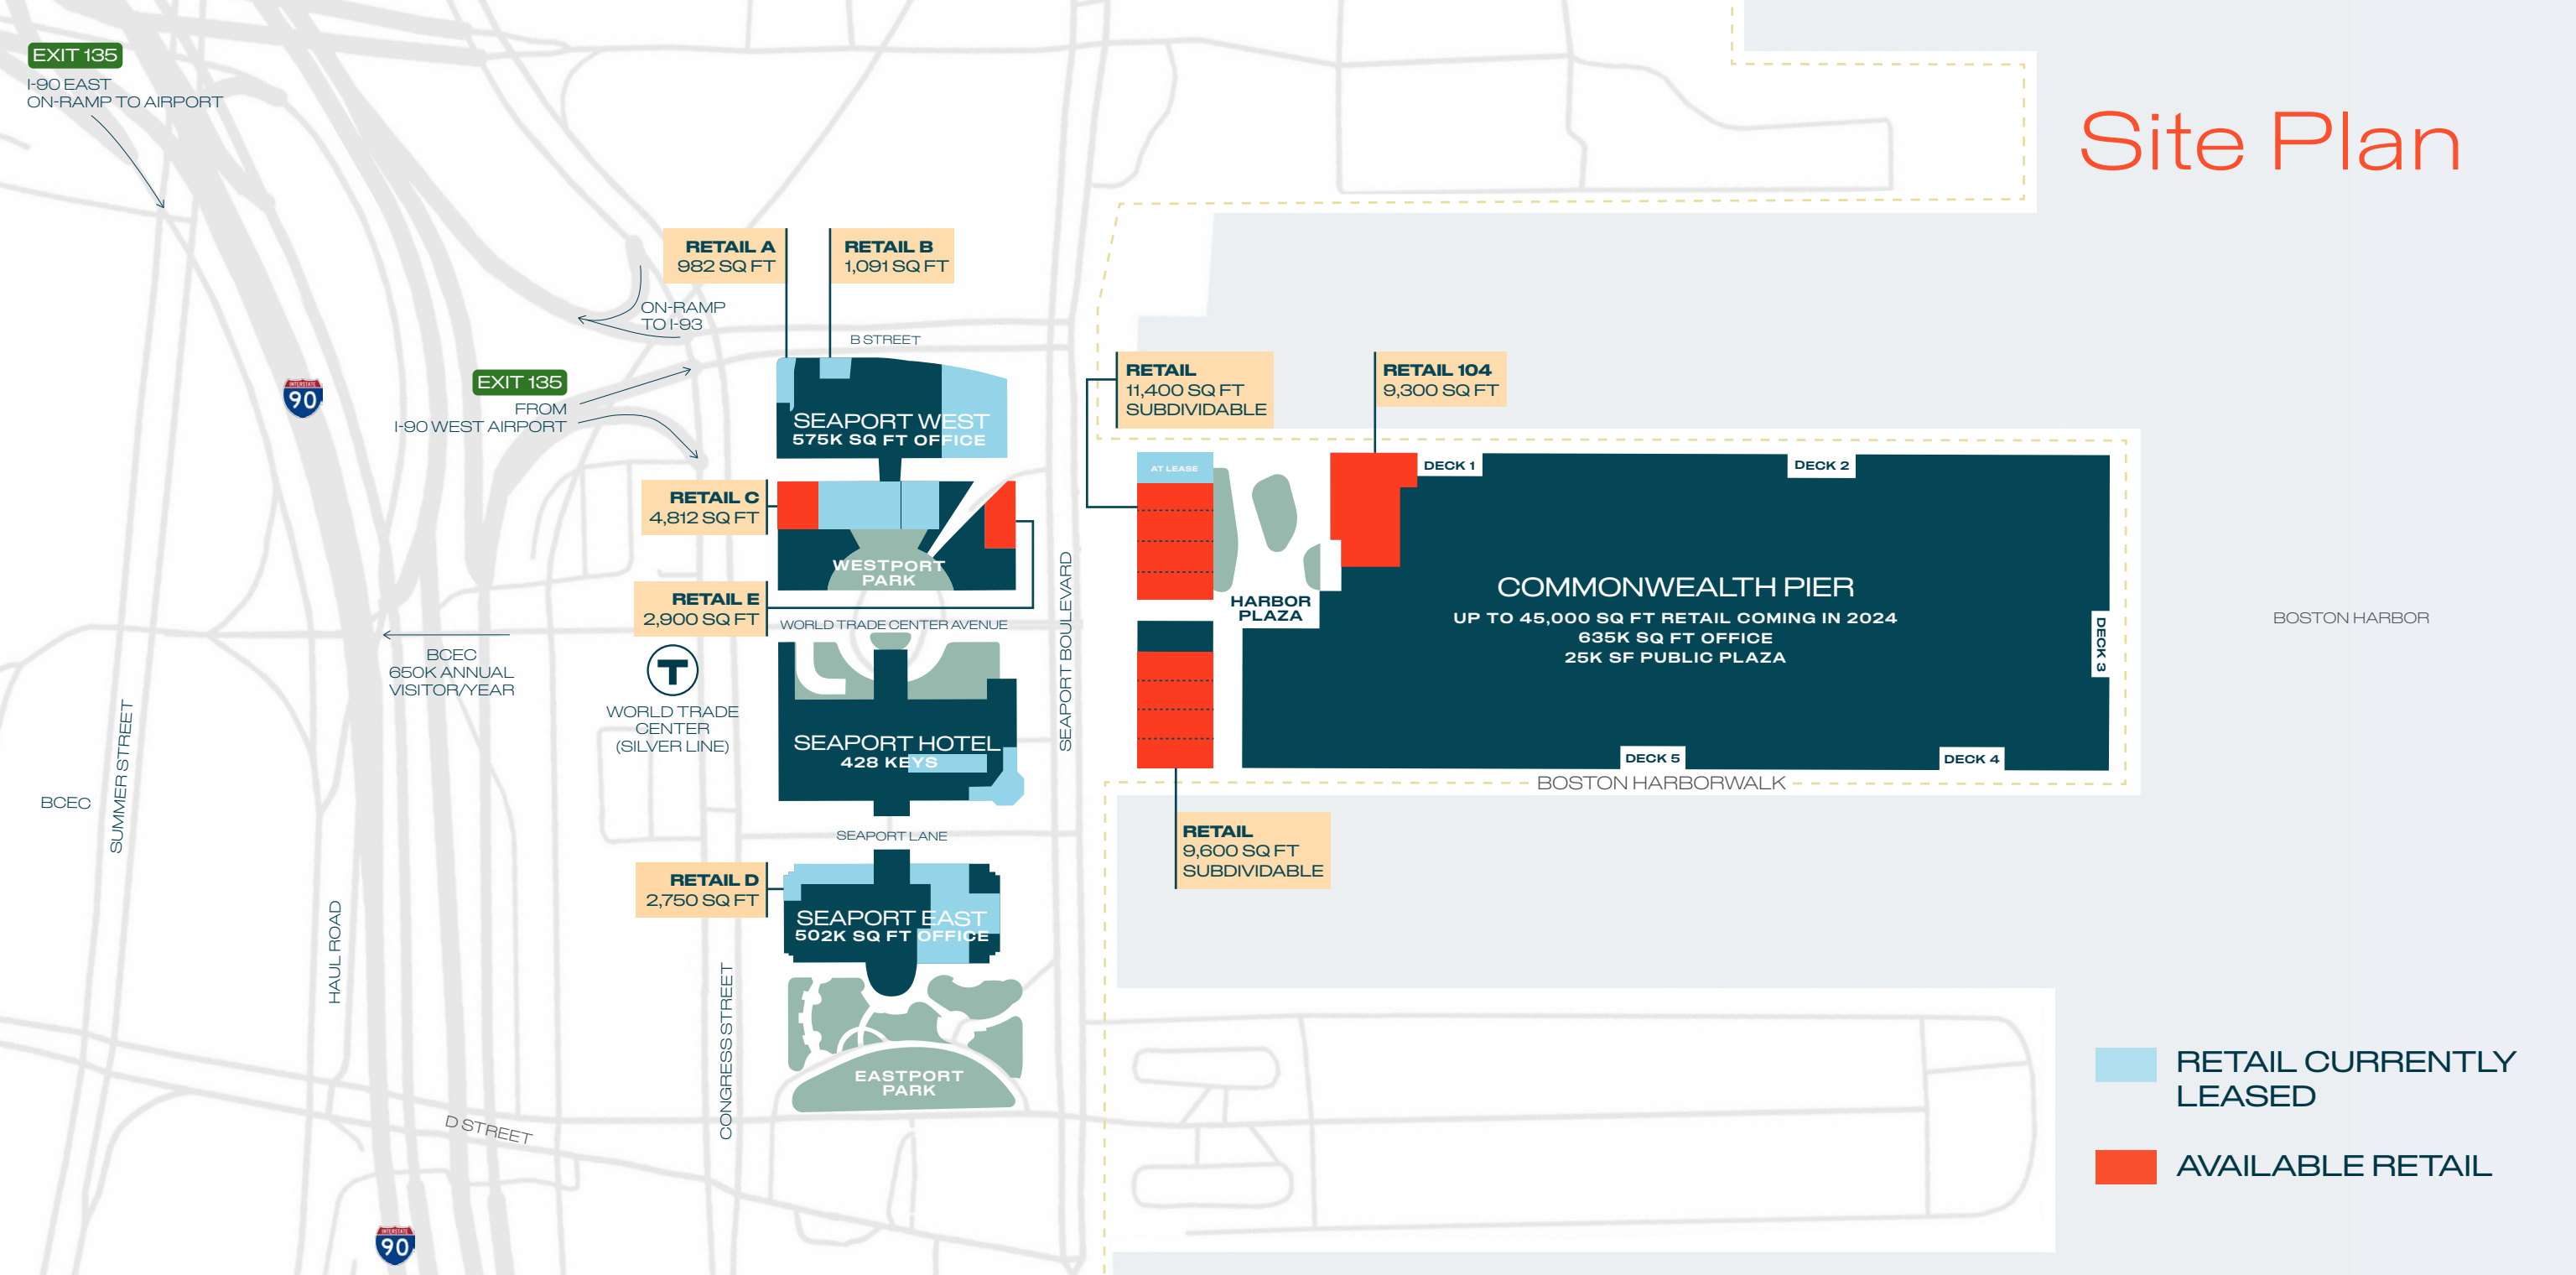 Site Plan
EXIT 135
I-90 EAST
ON-RAMP TO AIRPORT
RETAIL A
982 SQ FT
RETAIL B
1,091 SQ FT
ON-RAMP
TO I-93
B STREET
EXIT 135
FROM
I-90 WEST AIRPORT
INTERSTATE
90
SEAPORT WEST
575K SQ FT OFFICE
RETAIL
11,400 SQ FT
SUBDIVIDABLE
RETAIL 104
9,300 SQ FT
AT LEASE
DECK 1
DECK 2
RETAIL C
4,812 SQ FT
WESTPORT
PARK
RETAIL E
2,900 SQ FT
WORLD TRADE CENTER AVENUE
SEAPORT BOULEVARD
HARBOR
PLAZA
COMMONWEALTH PIER
UP TO 45,000 SQ FT RETAIL COMING IN 2024
635K SQ FT OFFICE
25K SF PUBLIC PLAZA
DECK 3
BOSTON HARBOR
BCEC
650K ANNUAL
VISITOR/YEAR
T
WORLD TRADE
CENTER
(SILVER LINE)
SEAPORT HOTEL
428 KEYS
DECK 5
DECK 4
BOSTON HARBORWALK
BCEC
SUMMER STREET
SEAPORT LANE
RETAIL
9,600 SQ FT
SUBDIVIDABLE
RETAIL D
2,750 SQ FT
SEAPORT EAST
502K SQ FT OFFICE
HAUL ROAD
CONGRESS STREET
EASTPORT
PARK
D STREET
INTERSTATE
90
RETAIL CURRENTLY
LEASED
AVAILABLE RETAIL